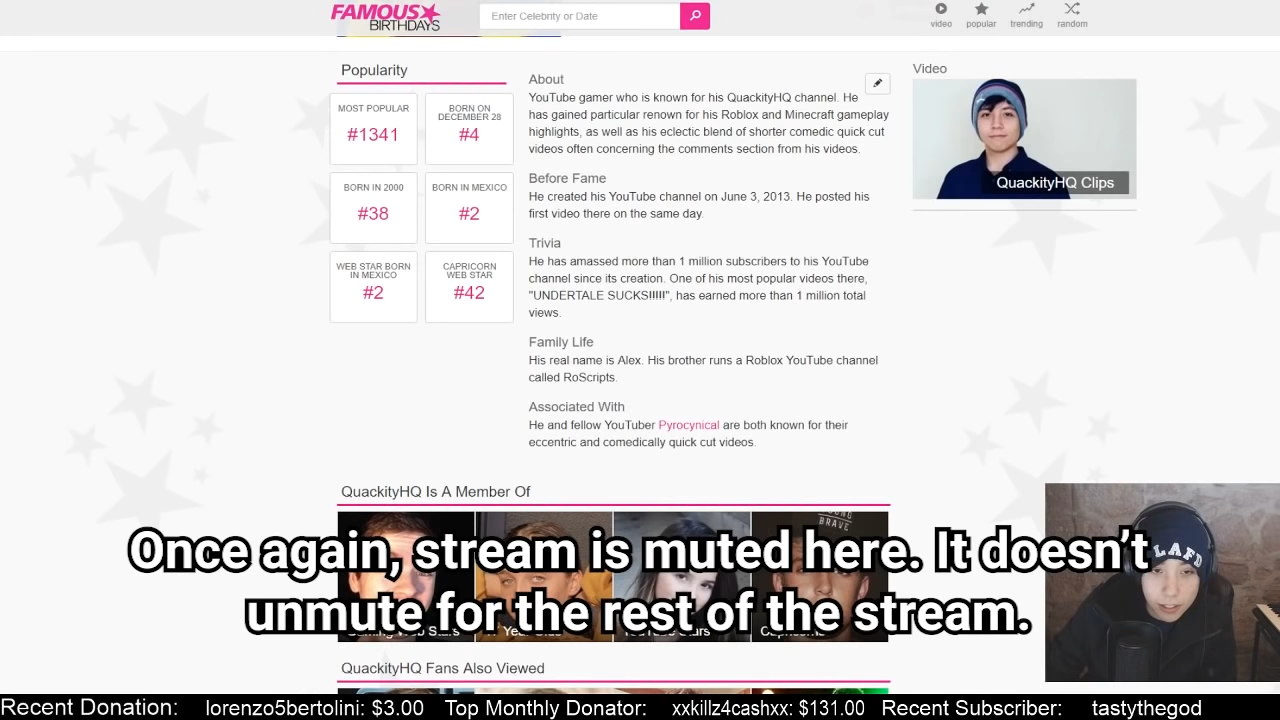 FAMOUS
BIRTHDAYS
Enter Celebrity or Date
video popular trending random
Popularity
MOST POPULAR
#1341
BORN ON
DECEMBER 28
#4
BORN IN 2000
#38
BORN IN MEXICO
#2
WEB STAR BORN
IN MEXICO
#2
CAPRICORN
WEB STAR
#42
About
YouTube gamer who is known for his QuackityHQ channel. He
has gained particular renown for his Roblox and Minecraft gameplay
highlights, as well as his eclectic blend of shorter comedic quick cut
videos often concerning the comments section from his videos.
Before Fame
He created his YouTube channel on June 3, 2013. He posted his
first video there on the same day.
Trivia
He has amassed more than 1 million subscribers to his YouTube
channel since its creation. One of his most popular videos there,
"UNDERTALE SUCKS!!!!!", has earned more than 1 million total
views.
Family Life
His real name is Alex. His brother runs a Roblox YouTube channel
called RoScripts.
Associated With
He and fellow YouTuber Pyrocynical are both known for their
eccentric and comedically quick cut videos.
Video
QuackityHQ Clips
QuackityHQ Is A Member Of
BRAVE
LAFD
Once again, stream is muted here. It doesn't
unmute for the rest of the stream.
QuackityHQ Fans Also Viewed
Recent Donation: lorenzo5bertolini: $3.00 Top Monthly Donator: xxkillz4cashxx: $131.00 Recent Subscriber: tastythegod